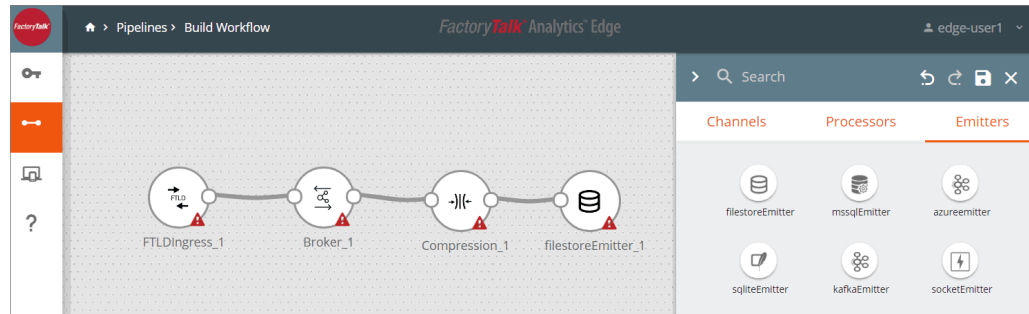 FactoryTalk
Pipelines > Build Workflow
FactoryTalk® Analytics™ Edge
edge-user1
Search
Channels
Processors
Emitters
filestoreEmitter
mssqlEmitter
azureemitter
sqliteEmitter
kafkaEmitter
socketEmitter
?
FTLD
FTLDIngress_1
Broker_1
Compression_1
filestoreEmitter_1